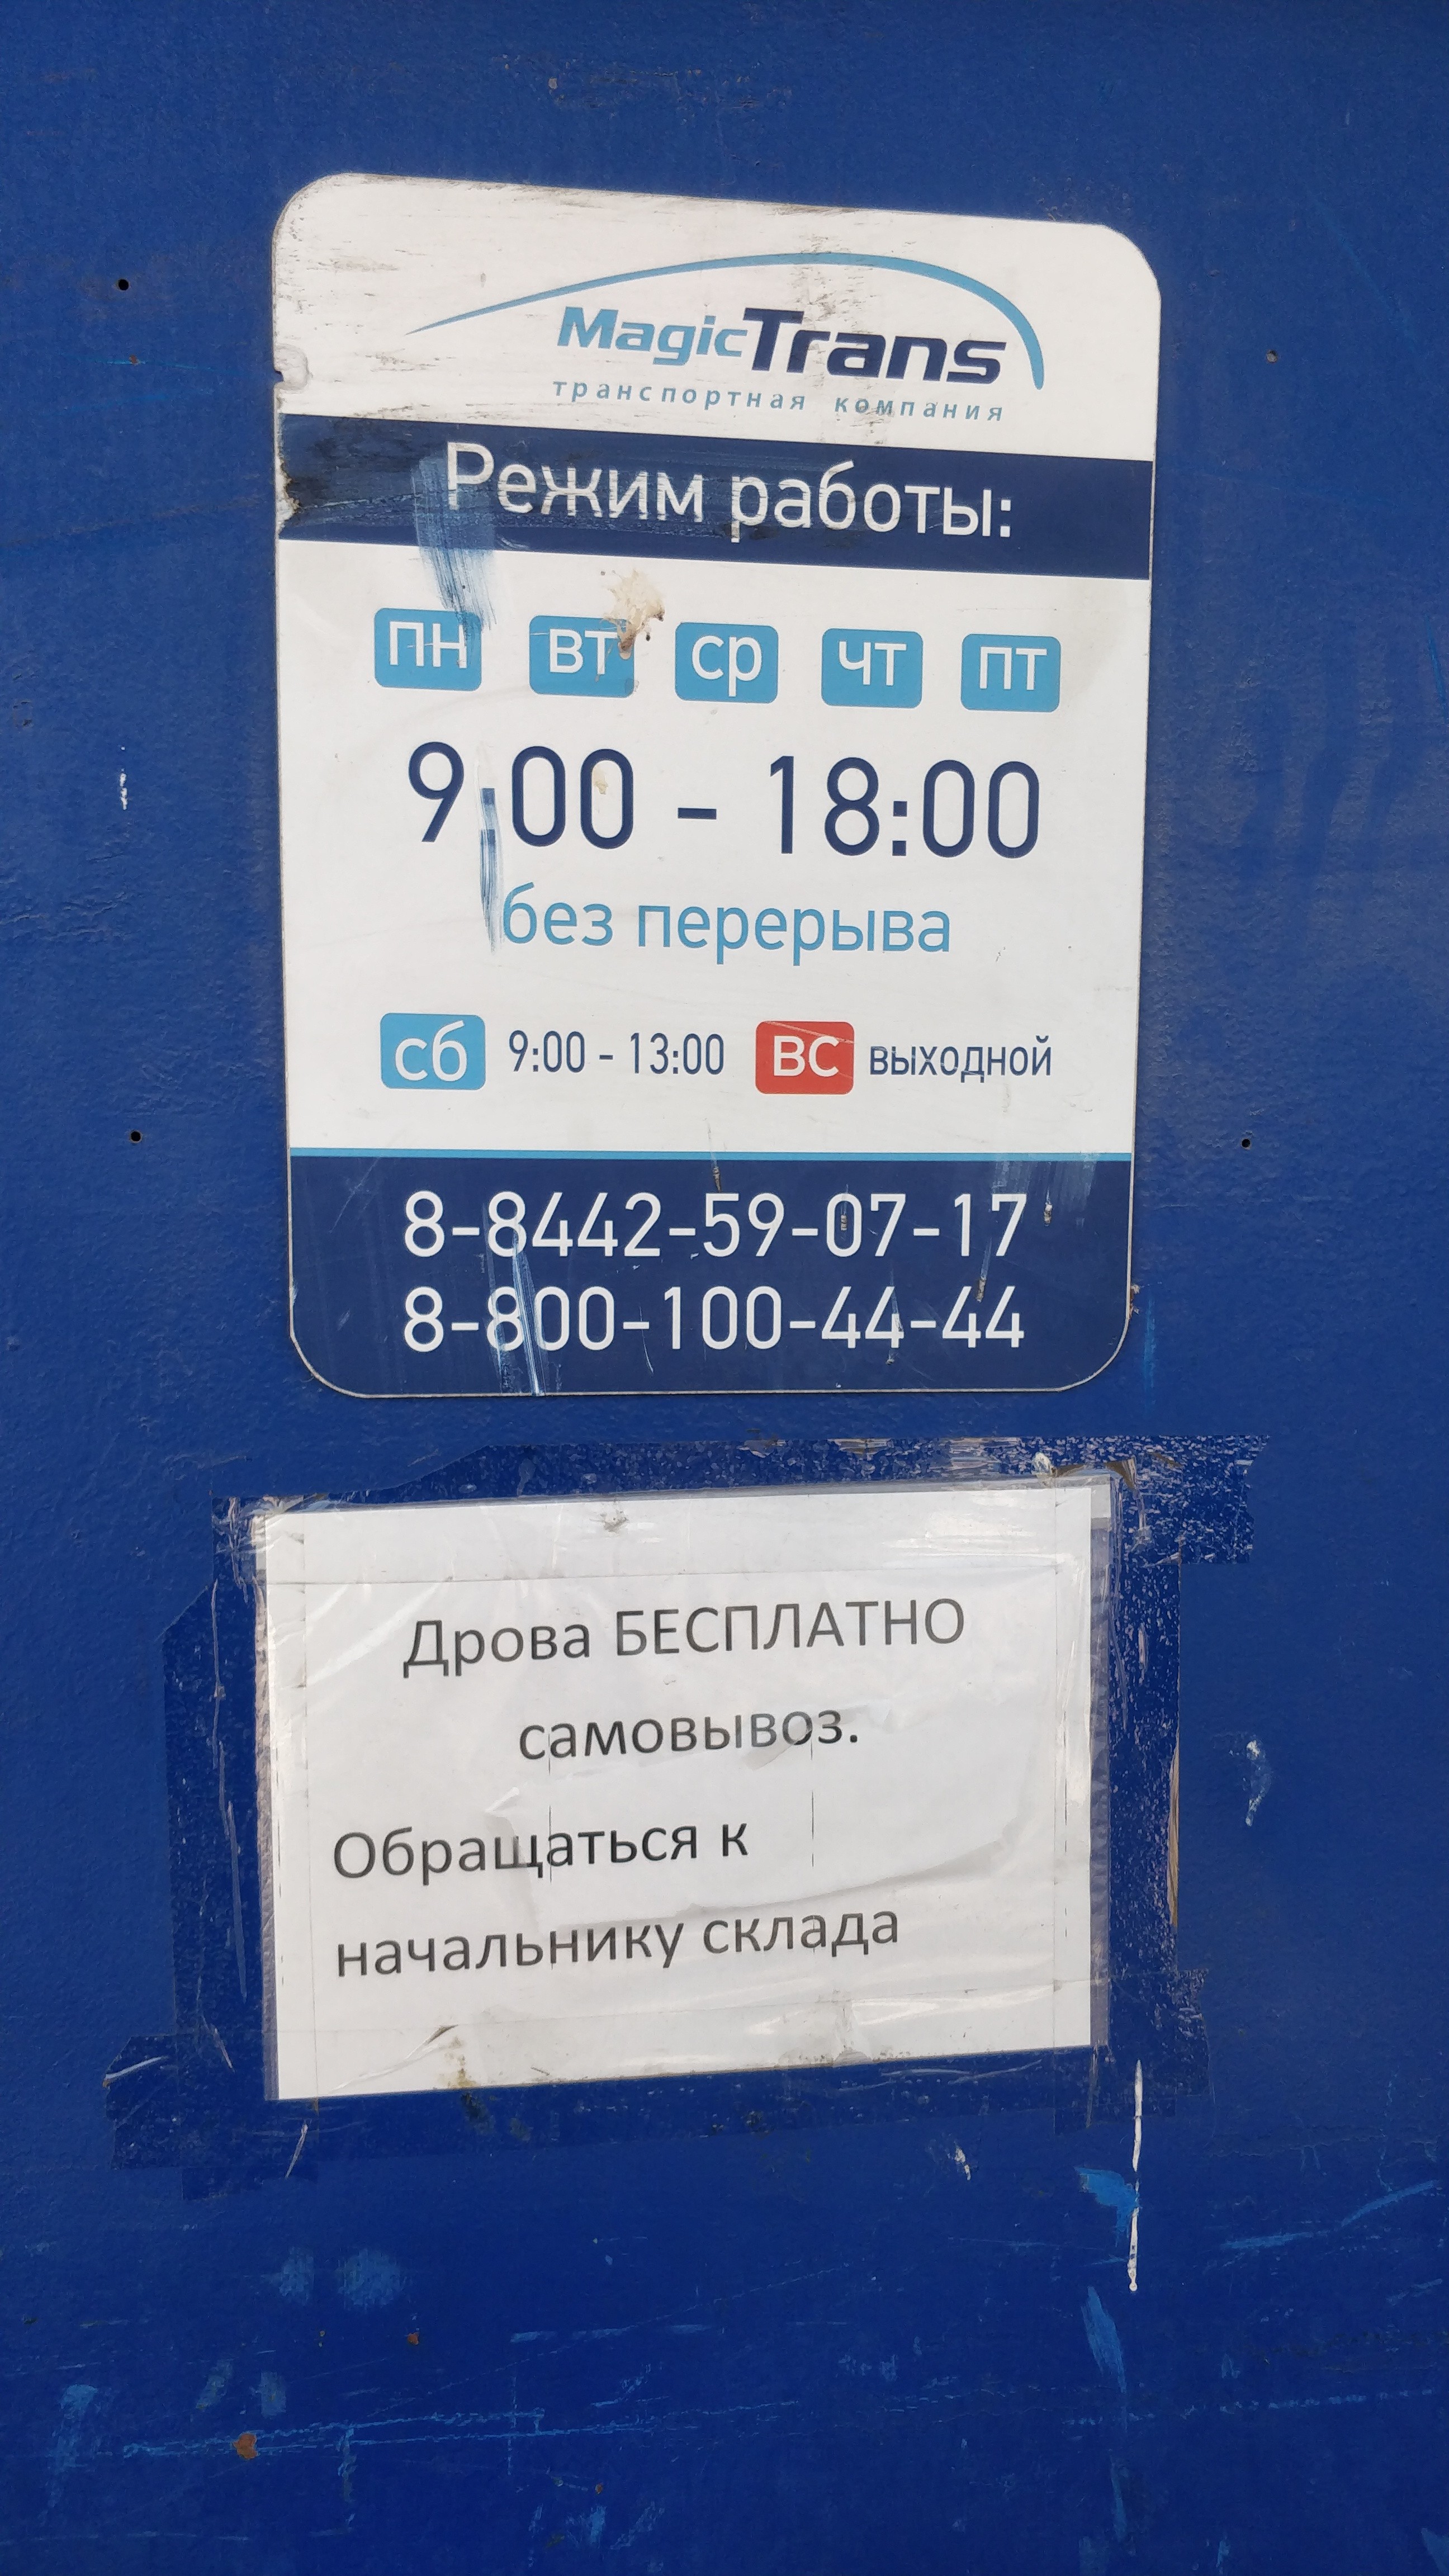 MagicTrans
транспортная компания
Режим работы:
пн вт ср чт пт
9:00 - 18:00
без перерыва
сб 9:00 - 13:00 вс выходной
8-8442-59-07-17
8-800-100-44-44
Дрова БЕСПЛАТНО
самовывоз.
Обращаться к
начальнику склада